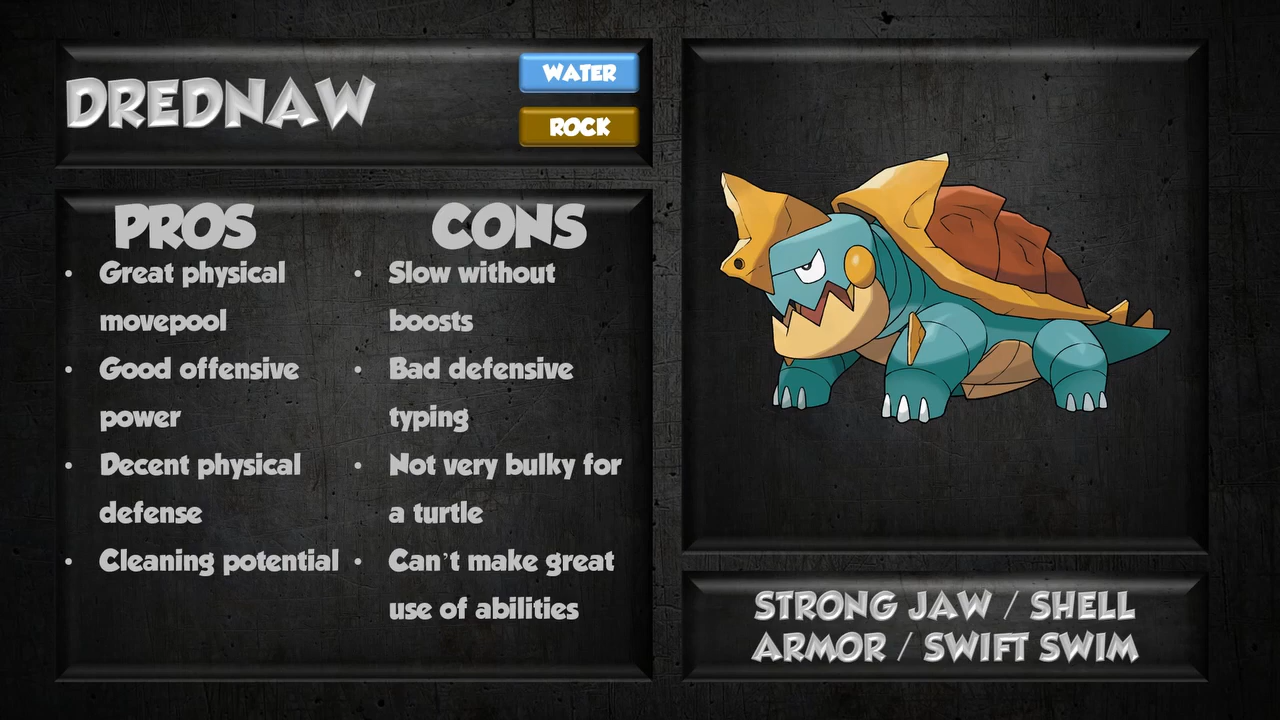 DREDNAW
WATER
ROCK
PROS
• Great physical
movepool
• Good offensive
power
• Decent physical
defense
• Cleaning potential
CONS
• Slow without
boosts
• Bad defensive
typing
• Not very bulky for
a turtle
• Can't make great
use of abilities
STRONG JAW / SHELL
ARMOR / SWIFT SWIM